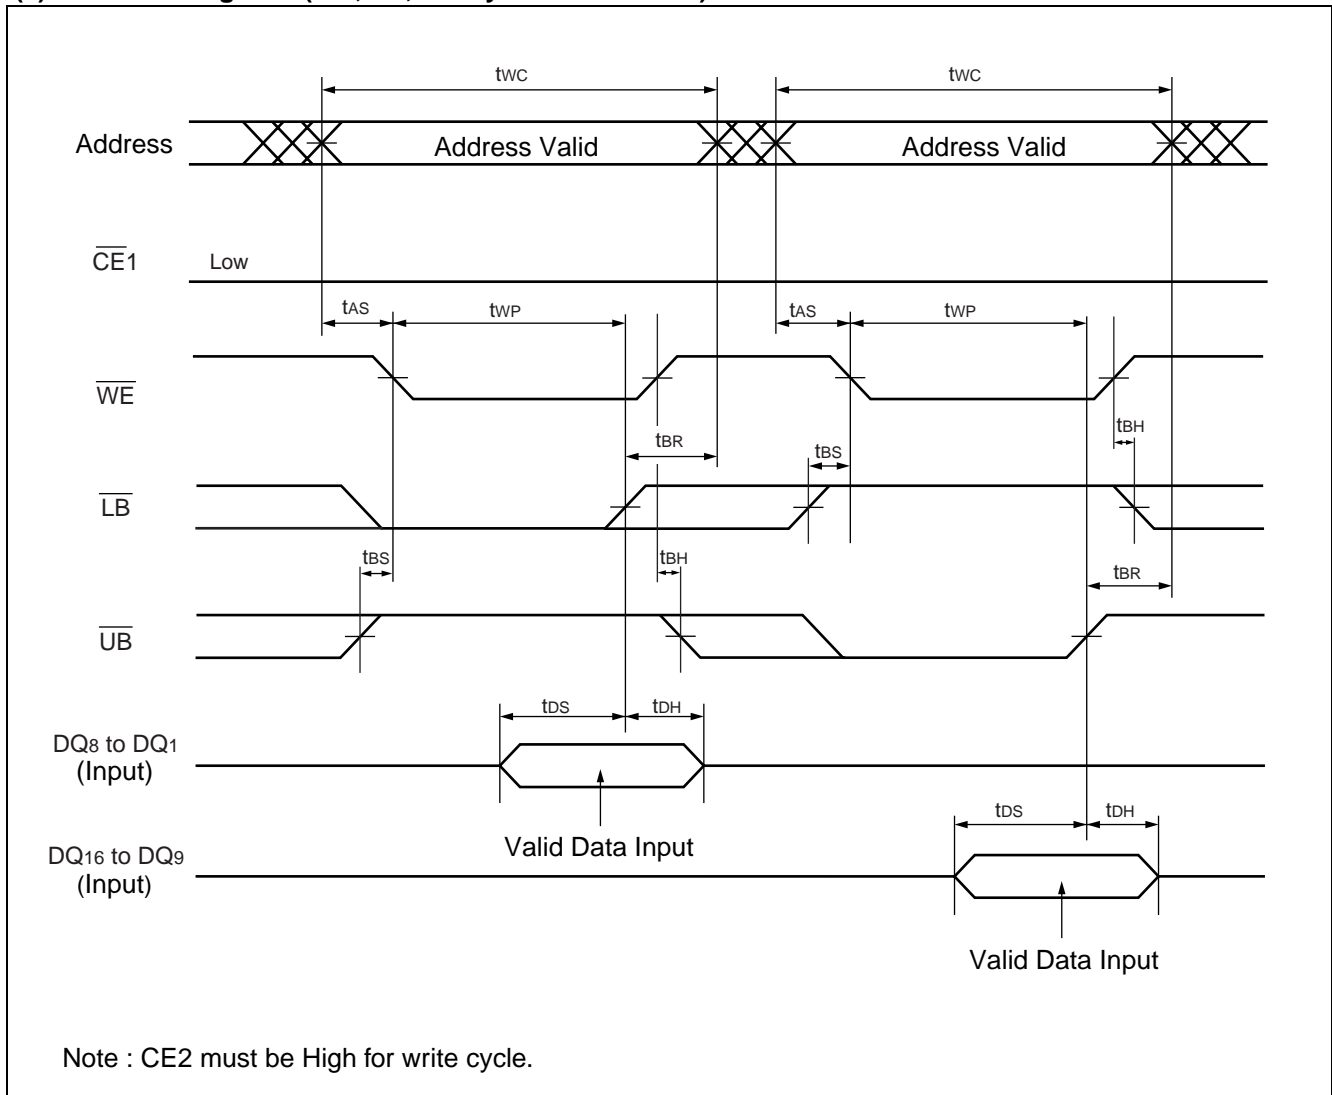 tWC tWC
Address Address Valid Address Valid
CE1 Low
tAS tWP tAS tWP
WE
tBR tBS tBH
LB
tBS tBH tBR
UB
tDS tDH
DQ8 to DQ1
(Input)
tDS tDH
Valid Data Input
DQ16 to DQ9
(Input)
Valid Data Input
Note : CE2 must be High for write cycle.